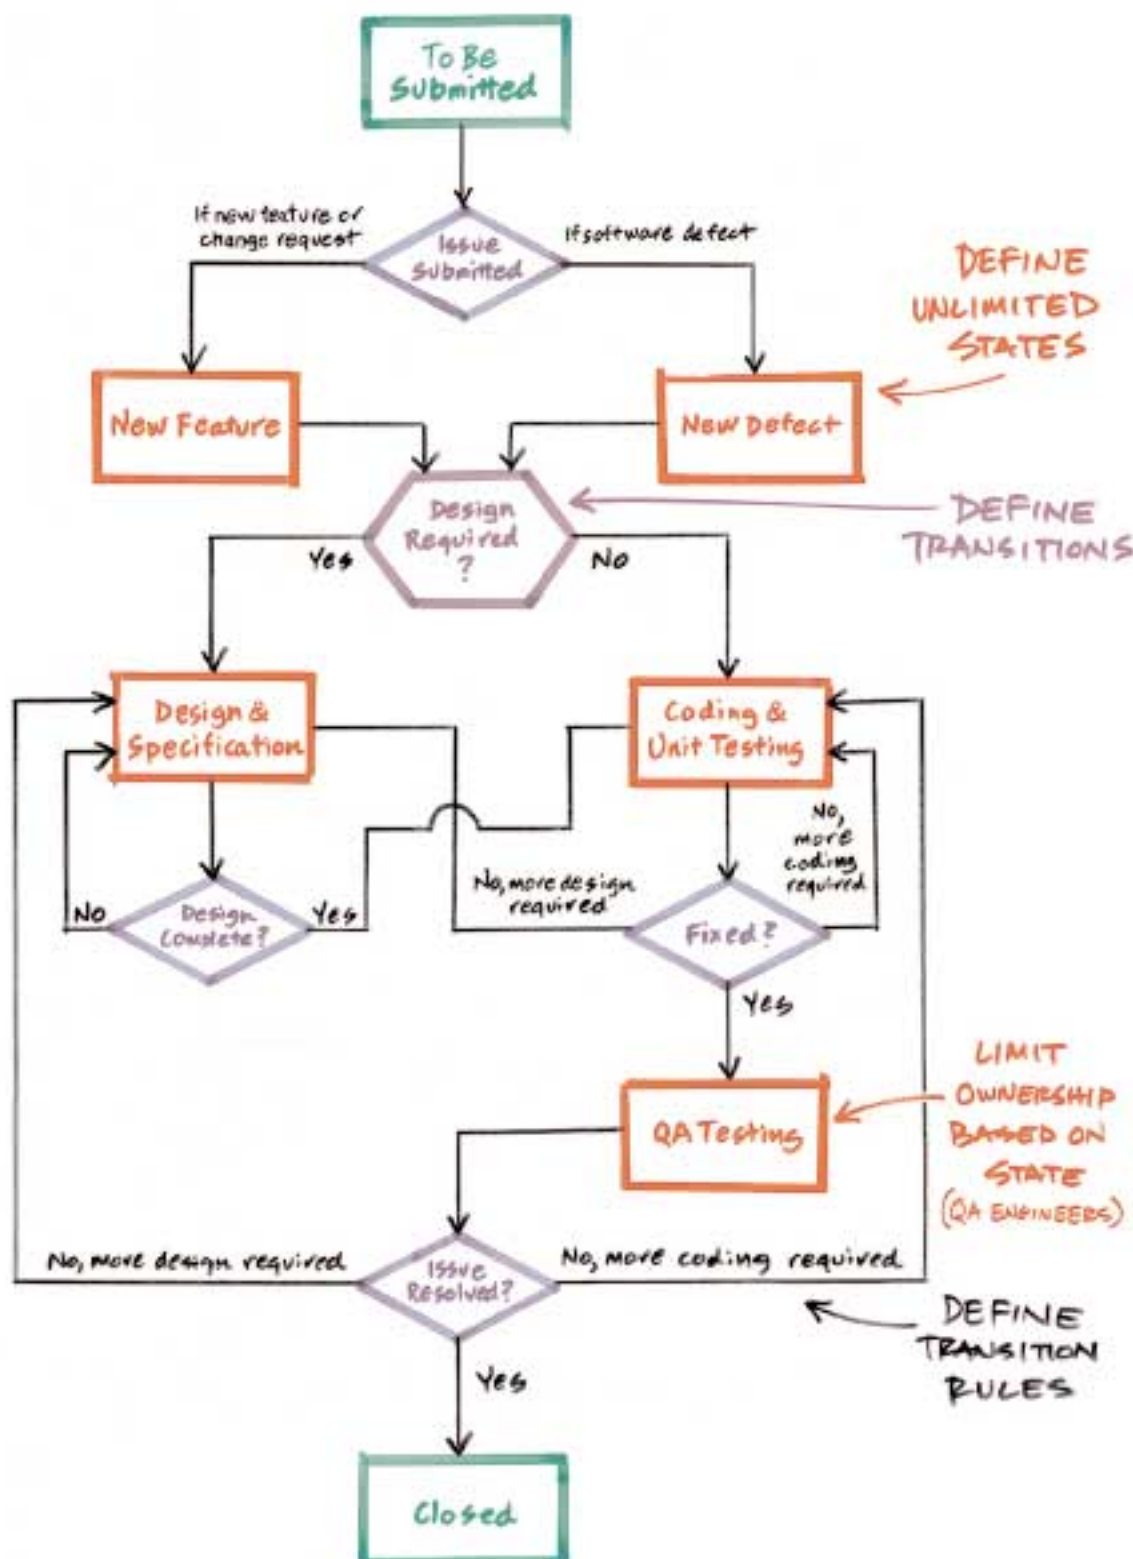 To Be
Submitted
If new feature or
change request
Issue
Submitted
If software defect
DEFINE
UNLIMITED
STATES
New Feature
New Defect
Design
Required
?
Yes
No
DEFINE
TRANSITIONS
Design &
Specification
Coding &
Unit Testing
No,
more
coding
required
No, more design
required
No
Design
Complete?
Yes
Fixed?
Yes
LIMIT
OWNERSHIP
BASED ON
STATE
(QA ENGINEERS)
QA Testing
No, more design required
Issue
Resolved?
No, more coding required
DEFINE
TRANSITION
RULES
Yes
Closed